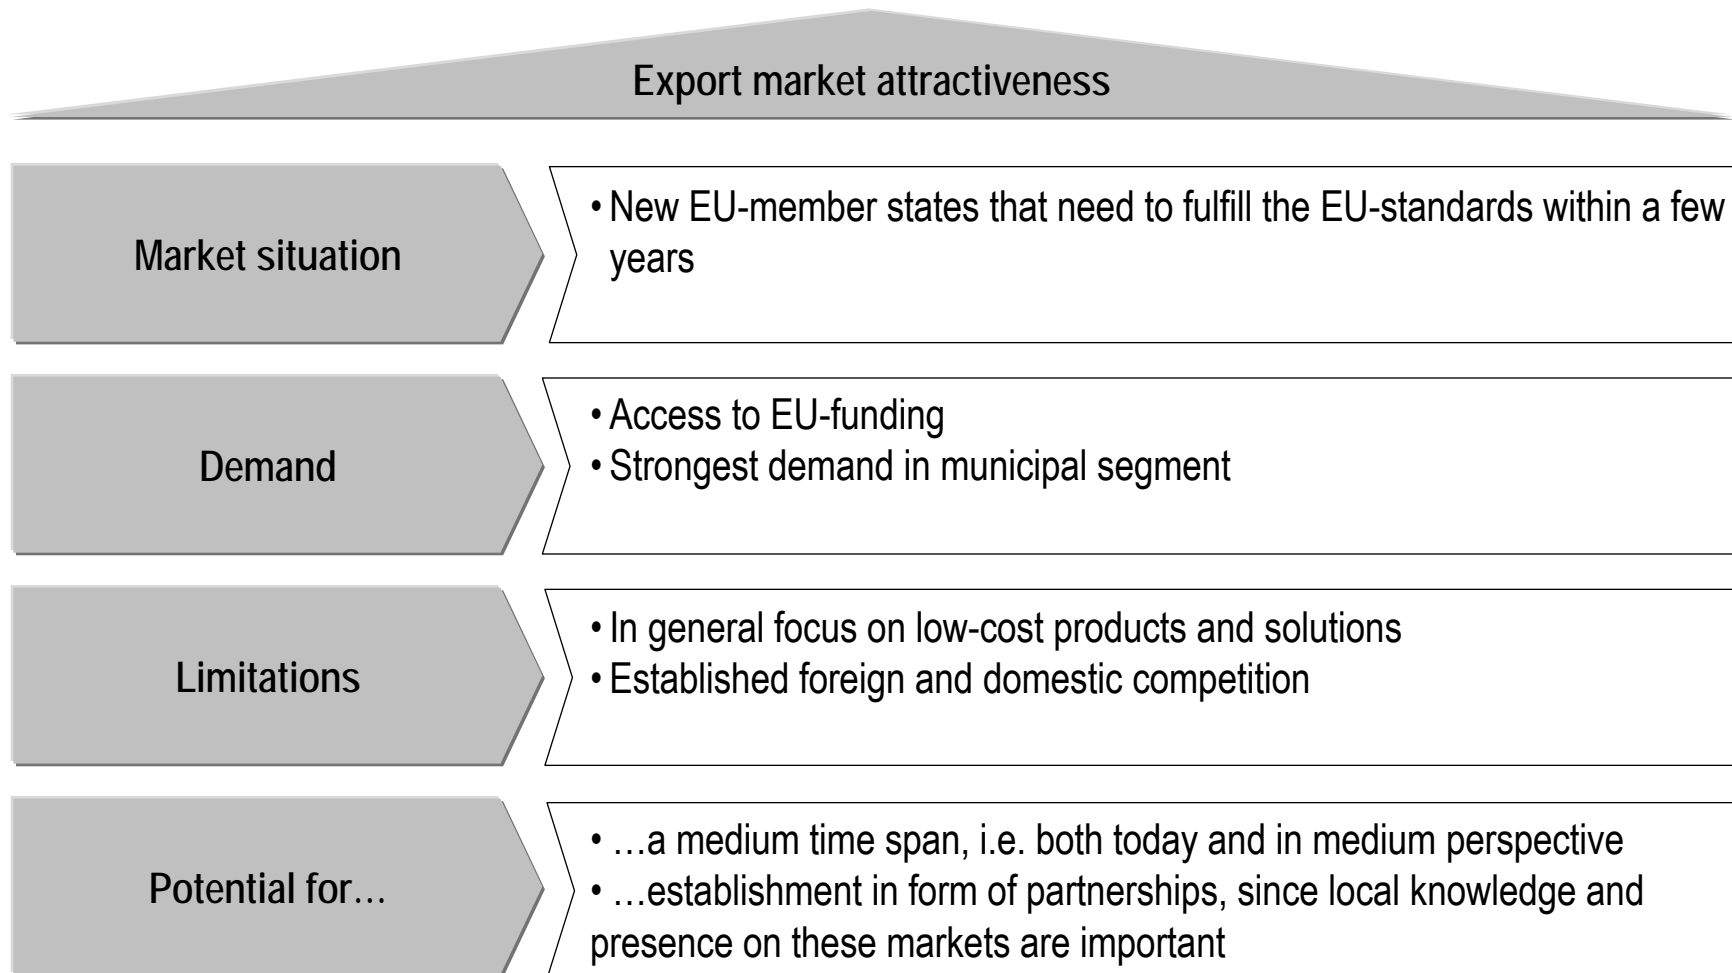 Export market attractiveness
Market situation
• New EU-member states that need to fulfill the EU-standards within a few
years
Demand
• Access to EU-funding
• Strongest demand in municipal segment
Limitations
• In general focus on low-cost products and solutions
• Established foreign and domestic competition
Potential for…
• …a medium time span, i.e. both today and in medium perspective
• …establishment in form of partnerships, since local knowledge and
presence on these markets are important